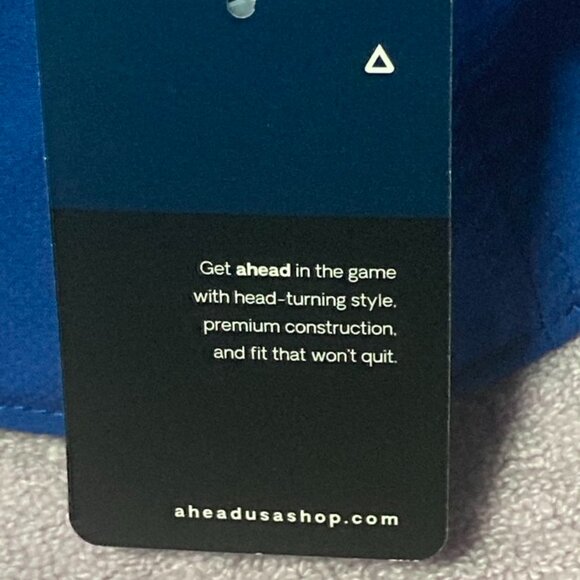 Get ahead in the game
with head-turning style,
premium construction,
and fit that won't quit.
aheadusashop.com